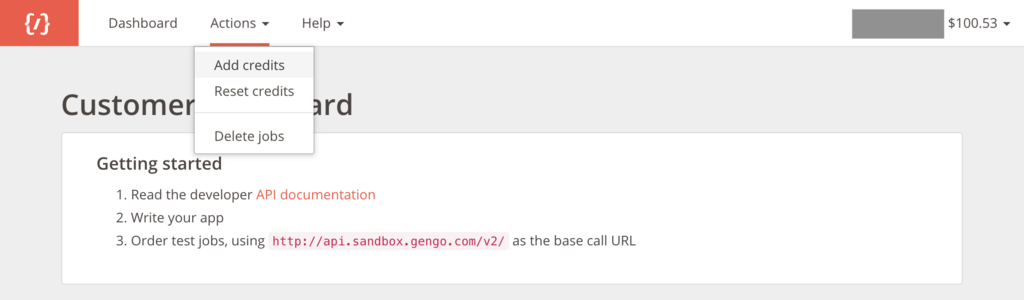 {/} Dashboard Actions Help $100.53
Add credits
Reset credits
Customer ard
Delete jobs
Getting started
1. Read the developer API documentation
2. Write your app
3. Order test jobs, using http://api.sandbox.gengo.com/v2/ as the base call URL